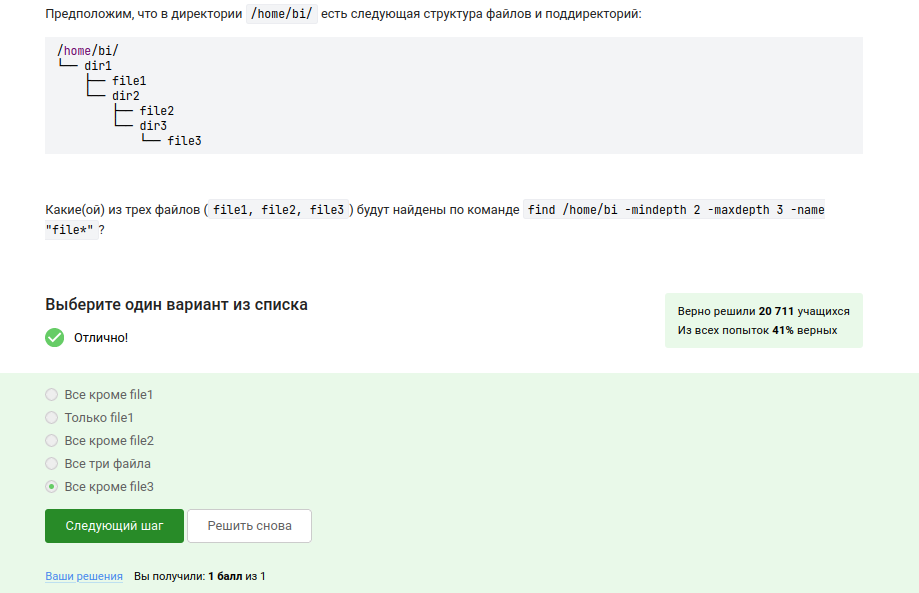 Предположим, что в директории /home/bi/ есть следующая структура файлов и поддиректорий:
/home/bi/
└── dir1
    ├── file1
    └── dir2
        ├── file2
        └── dir3
            └── file3
Какие(ой) из трех файлов ( file1, file2, file3 ) будут найдены по команде find /home/bi -mindepth 2 -maxdepth 3 -name
"file*" ?
Выберите один вариант из списка
Отлично!
Верно решили 20 711 учащихся
Из всех попыток 41% верных
Все кроме file1
Только file1
Все кроме file2
Все три файла
Все кроме file3
Следующий шаг
Решить снова
Ваши решения Вы получили: 1 балл из 1